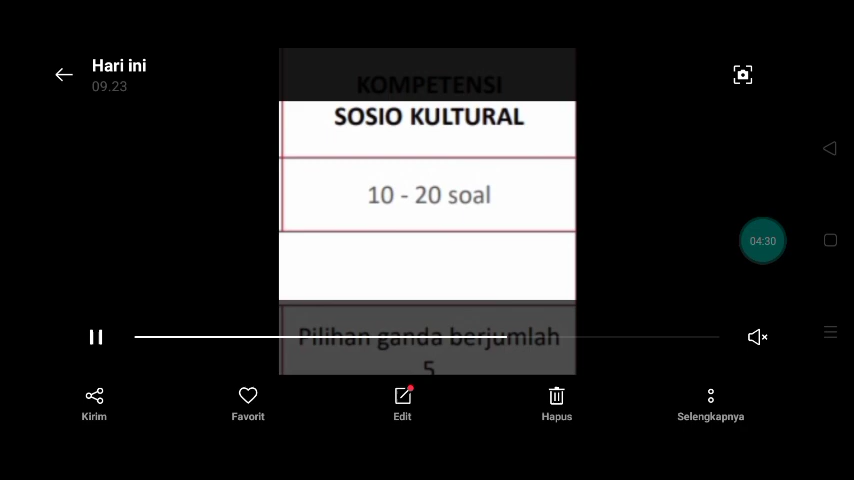 Hari ini
09.23
KOMPETENSI
SOSIO KULTURAL
10 - 20 soal
04:30
Pilihan ganda berjumlah
5
Kirim
Favorit
Edit
Hapus
Selengkapnya